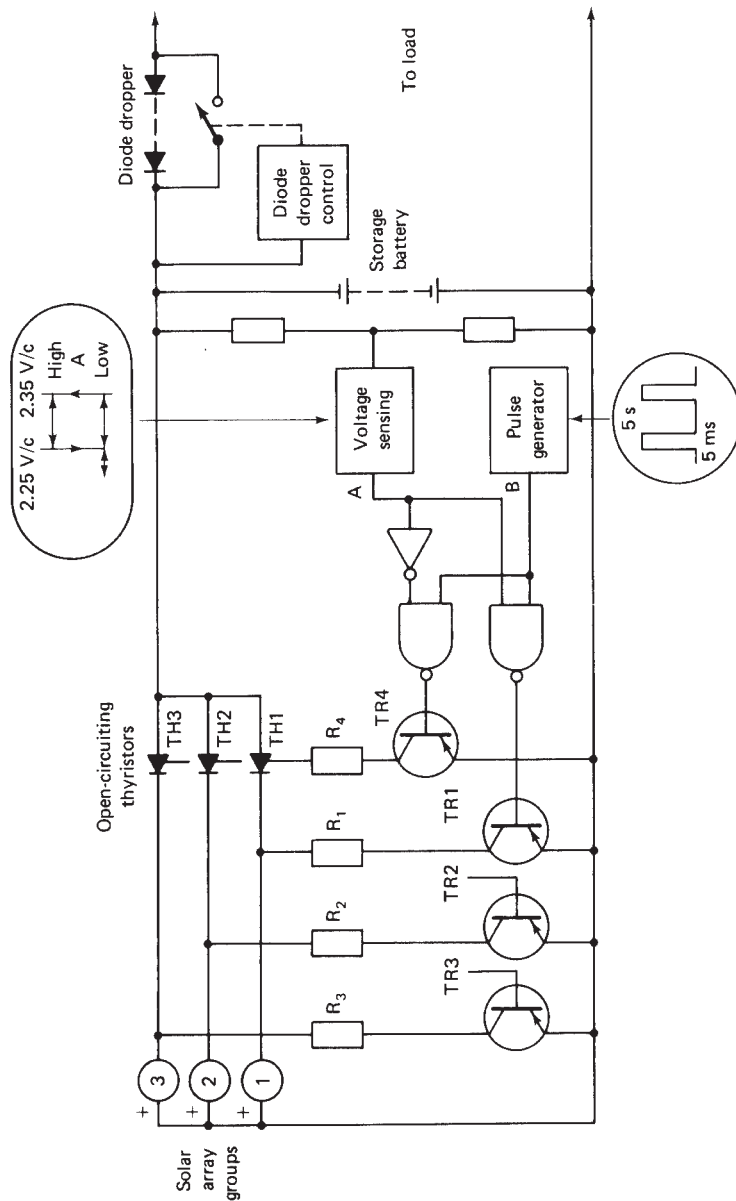 2.25 V/c 2.35 V/c
High
A
Low
Open-circuiting
thyristors
Diode dropper
TH3
TH2
TH1
3
2
1
+
+
+
Solar
array
groups
Diode
dropper
control
To load
Storage
battery
R3
R2
R1
R4
Voltage
sensing
A
TR4
Pulse
generator
B
TR3
TR2
TR1
5 s
5 ms